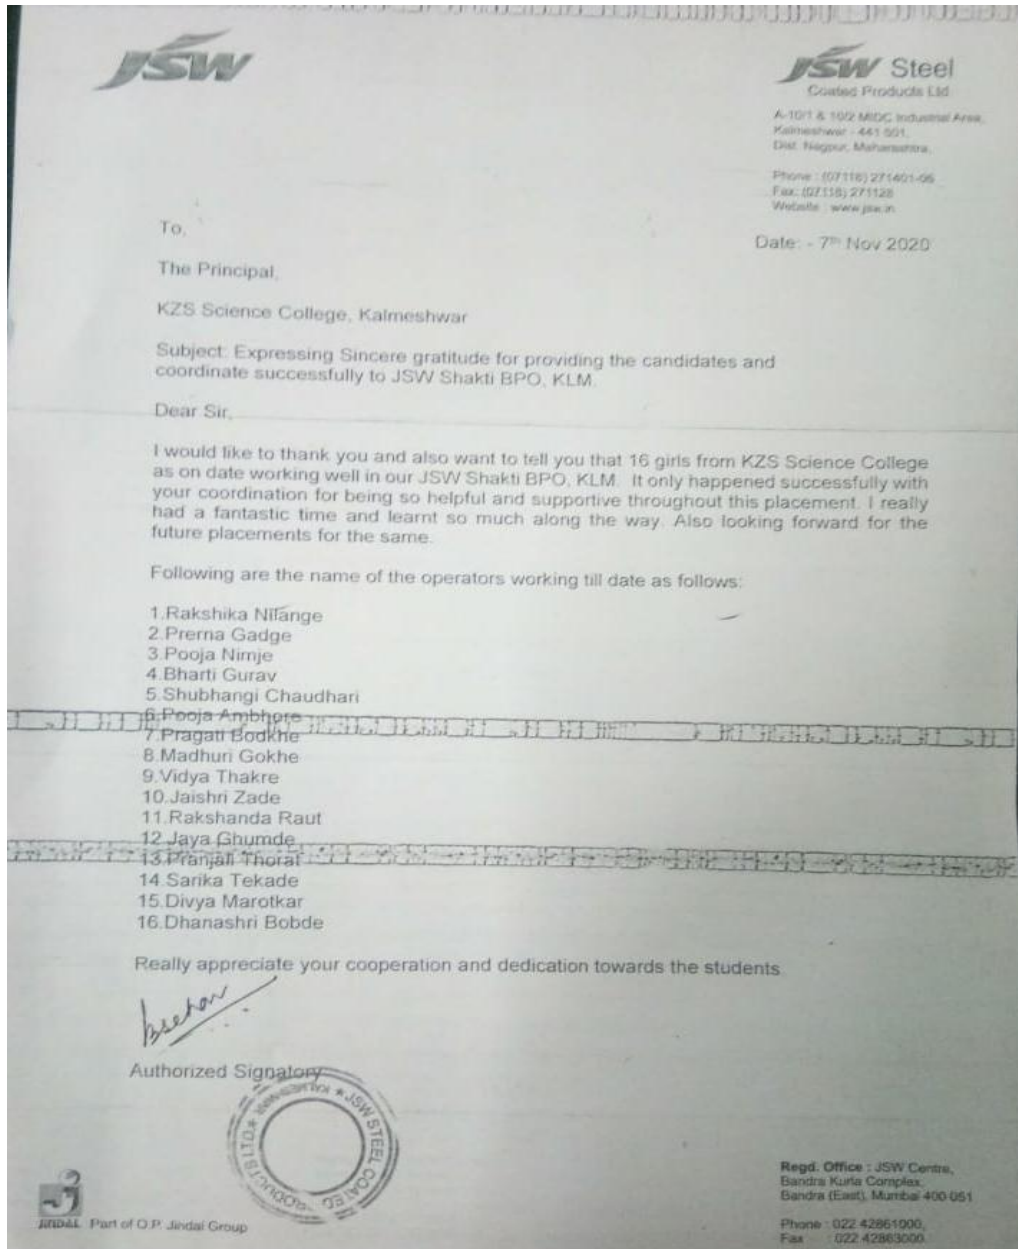 JSW
JSW Steel
Coated Products Ltd
A-10/1 & 10/2 MIDC Industrial Area,
Kalmeshwar - 441 501,
Dist. Nagpur, Maharashtra.
Phone : (07118) 271401-05
Fax: (07118) 271128
Website : www.jsw.in
To,
Date: - 7th Nov 2020
The Principal,
KZS Science College, Kalmeshwar
Subject: Expressing Sincere gratitude for providing the candidates and
coordinate successfully to JSW Shakti BPO, KLM.
Dear Sir,
I would like to thank you and also want to tell you that 16 girls from KZS Science College
as on date working well in our JSW Shakti BPO, KLM. It only happened successfully with
your coordination for being so helpful and supportive throughout this placement. I really
had a fantastic time and learnt so much along the way. Also looking forward for the
future placements for the same.
Following are the name of the operators working till date as follows:
1.Rakshika Nilange
2.Prerna Gadge
3.Pooja Nimje
4.Bharti Gurav
5.Shubhangi Chaudhari
6.Pooja Ambhore
7.Pragati Bodkhe
8.Madhuri Gokhe
9.Vidya Thakre
10.Jaishri Zade
11.Rakshanda Raut
12.Jaya Ghumde
13.Pranjali Thorat
14.Sarika Tekade
15.Divya Marotkar
16.Dhanashri Bobde
Really appreciate your cooperation and dedication towards the students.
Authorized Signatory
JSW STEEL COATED PRODUCTS LTD. ★ KALMESHWAR ★
JINDAL Part of O.P. Jindal Group
Regd. Office : JSW Centre,
Bandra Kurla Complex,
Bandra (East), Mumbai 400 051
Phone : 022 42861000,
Fax : 022 42863000